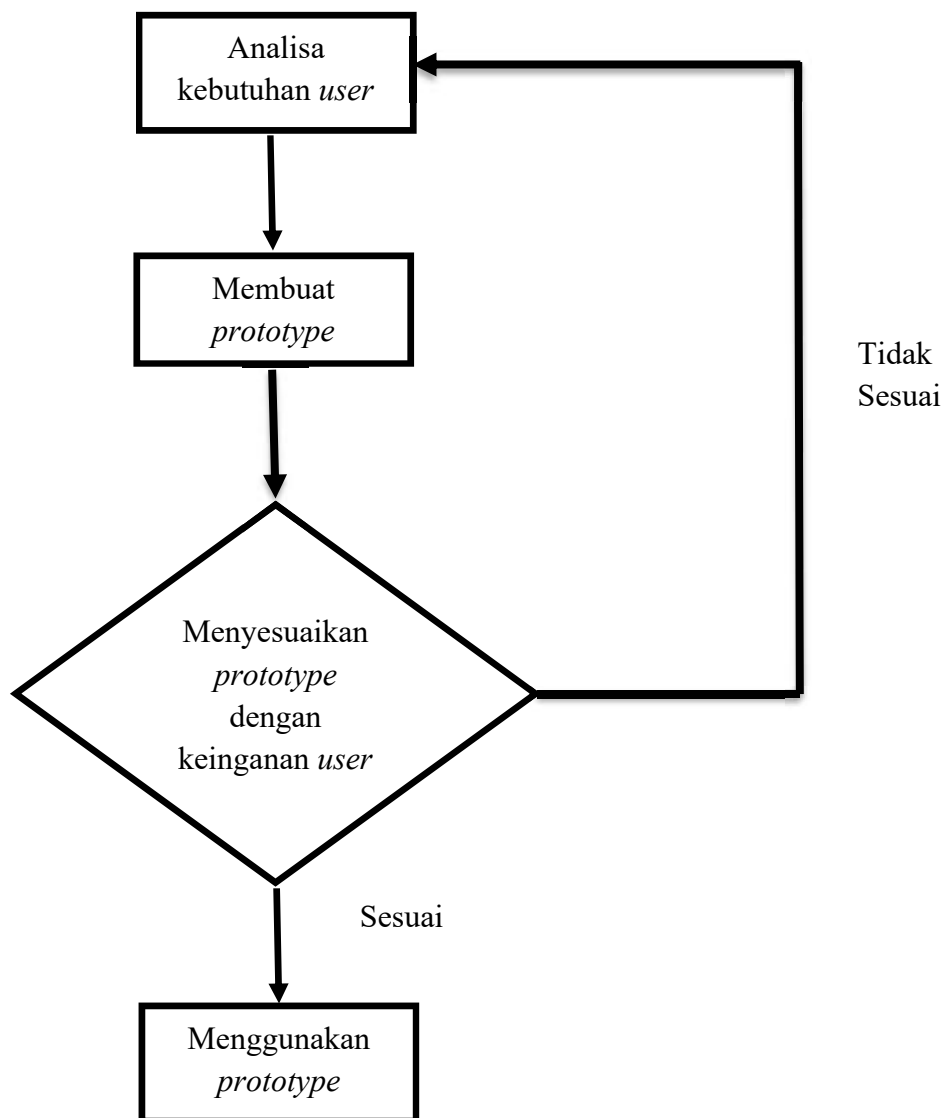 Analisa
kebutuhan user
Membuat
prototype
Tidak
Sesuai
Menyesuaikan
prototype
dengan
keinganan user
Sesuai
Menggunakan
prototype